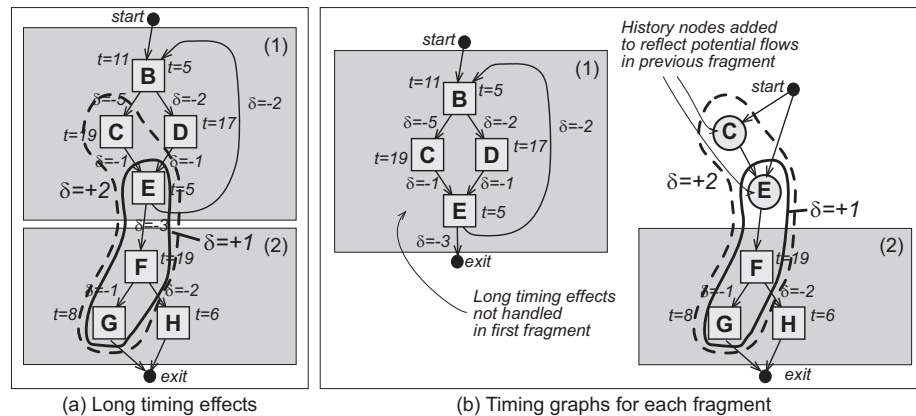 start
(1)
t=11
t=5
B
δ=-5
δ=-2
δ=-2
C
D
t=19
t=17
δ=-1
δ=-1
E
t=5
δ=+2
δ=-3
δ=+1
(2)
F
t=19
δ=-1
δ=-2
t=8
G
H
t=6
exit
(a) Long timing effects
start
(1)
t=11
t=5
B
δ=-5
δ=-2
δ=-2
C
D
t=19
t=17
δ=-1
δ=-1
E
t=5
δ=-3
exit
Long timing effects
not handled
in first fragment
History nodes added
to reflect potential flows
in previous fragment
start
C
δ=+2
E
δ=+1
(2)
F
t=19
δ=-1
δ=-2
t=8
G
H
t=6
exit
(b) Timing graphs for each fragment